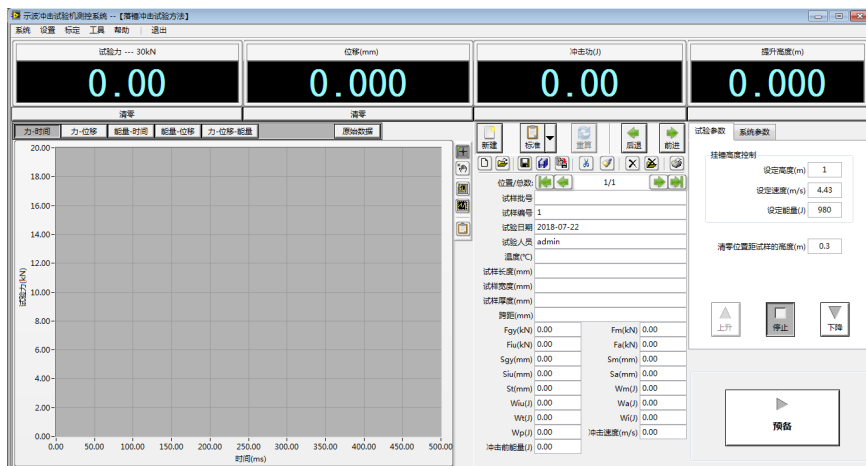 示波冲击试验机测控系统 --【落锤冲击试验方法】
系统 设置 标定 工具 帮助 退出
试验力 --- 30kN 位移(mm) 冲击功(J) 提升高度(m)
0.00 0.000 0.00 0.000
清零 清零
力-时间 力-位移 能量-时间 能量-位移 力-位移-能量 原始数据
新建 标准 重算 后退 前进
试验参数 系统参数
位置/总数: 1/1
试样批号
试样编号 1
试验日期 2018-07-22
试验人员 admin
温度(℃)
试样长度(mm)
试样宽度(mm)
试样厚度(mm)
跨距(mm)
Fgy(kN) 0.00 Fm(kN) 0.00
Fiu(kN) 0.00 Fa(kN) 0.00
Sgy(mm) 0.00 Sm(mm) 0.00
Siu(mm) 0.00 Sa(mm) 0.00
St(mm) 0.00 Wm(J) 0.00
Wiu(J) 0.00 Wa(J) 0.00
Wt(J) 0.00 Wi(J) 0.00
Wp(J) 0.00 冲击速度(m/s) 0.00
冲击前能量(J) 0.00
挂锤高度控制
设定高度(m) 1
设定速度(m/s) 4.43
设定能量(J) 980
清零位置距试样的高度(m) 0.3
上升 停止 下降
预备
试验力(kN)
20.00
18.00
16.00
14.00
12.00
10.00
8.00
6.00
4.00
2.00
0.00
0.00 50.00 100.00 150.00 200.00 250.00 300.00 350.00 400.00 450.00 500.00
时间(ms)